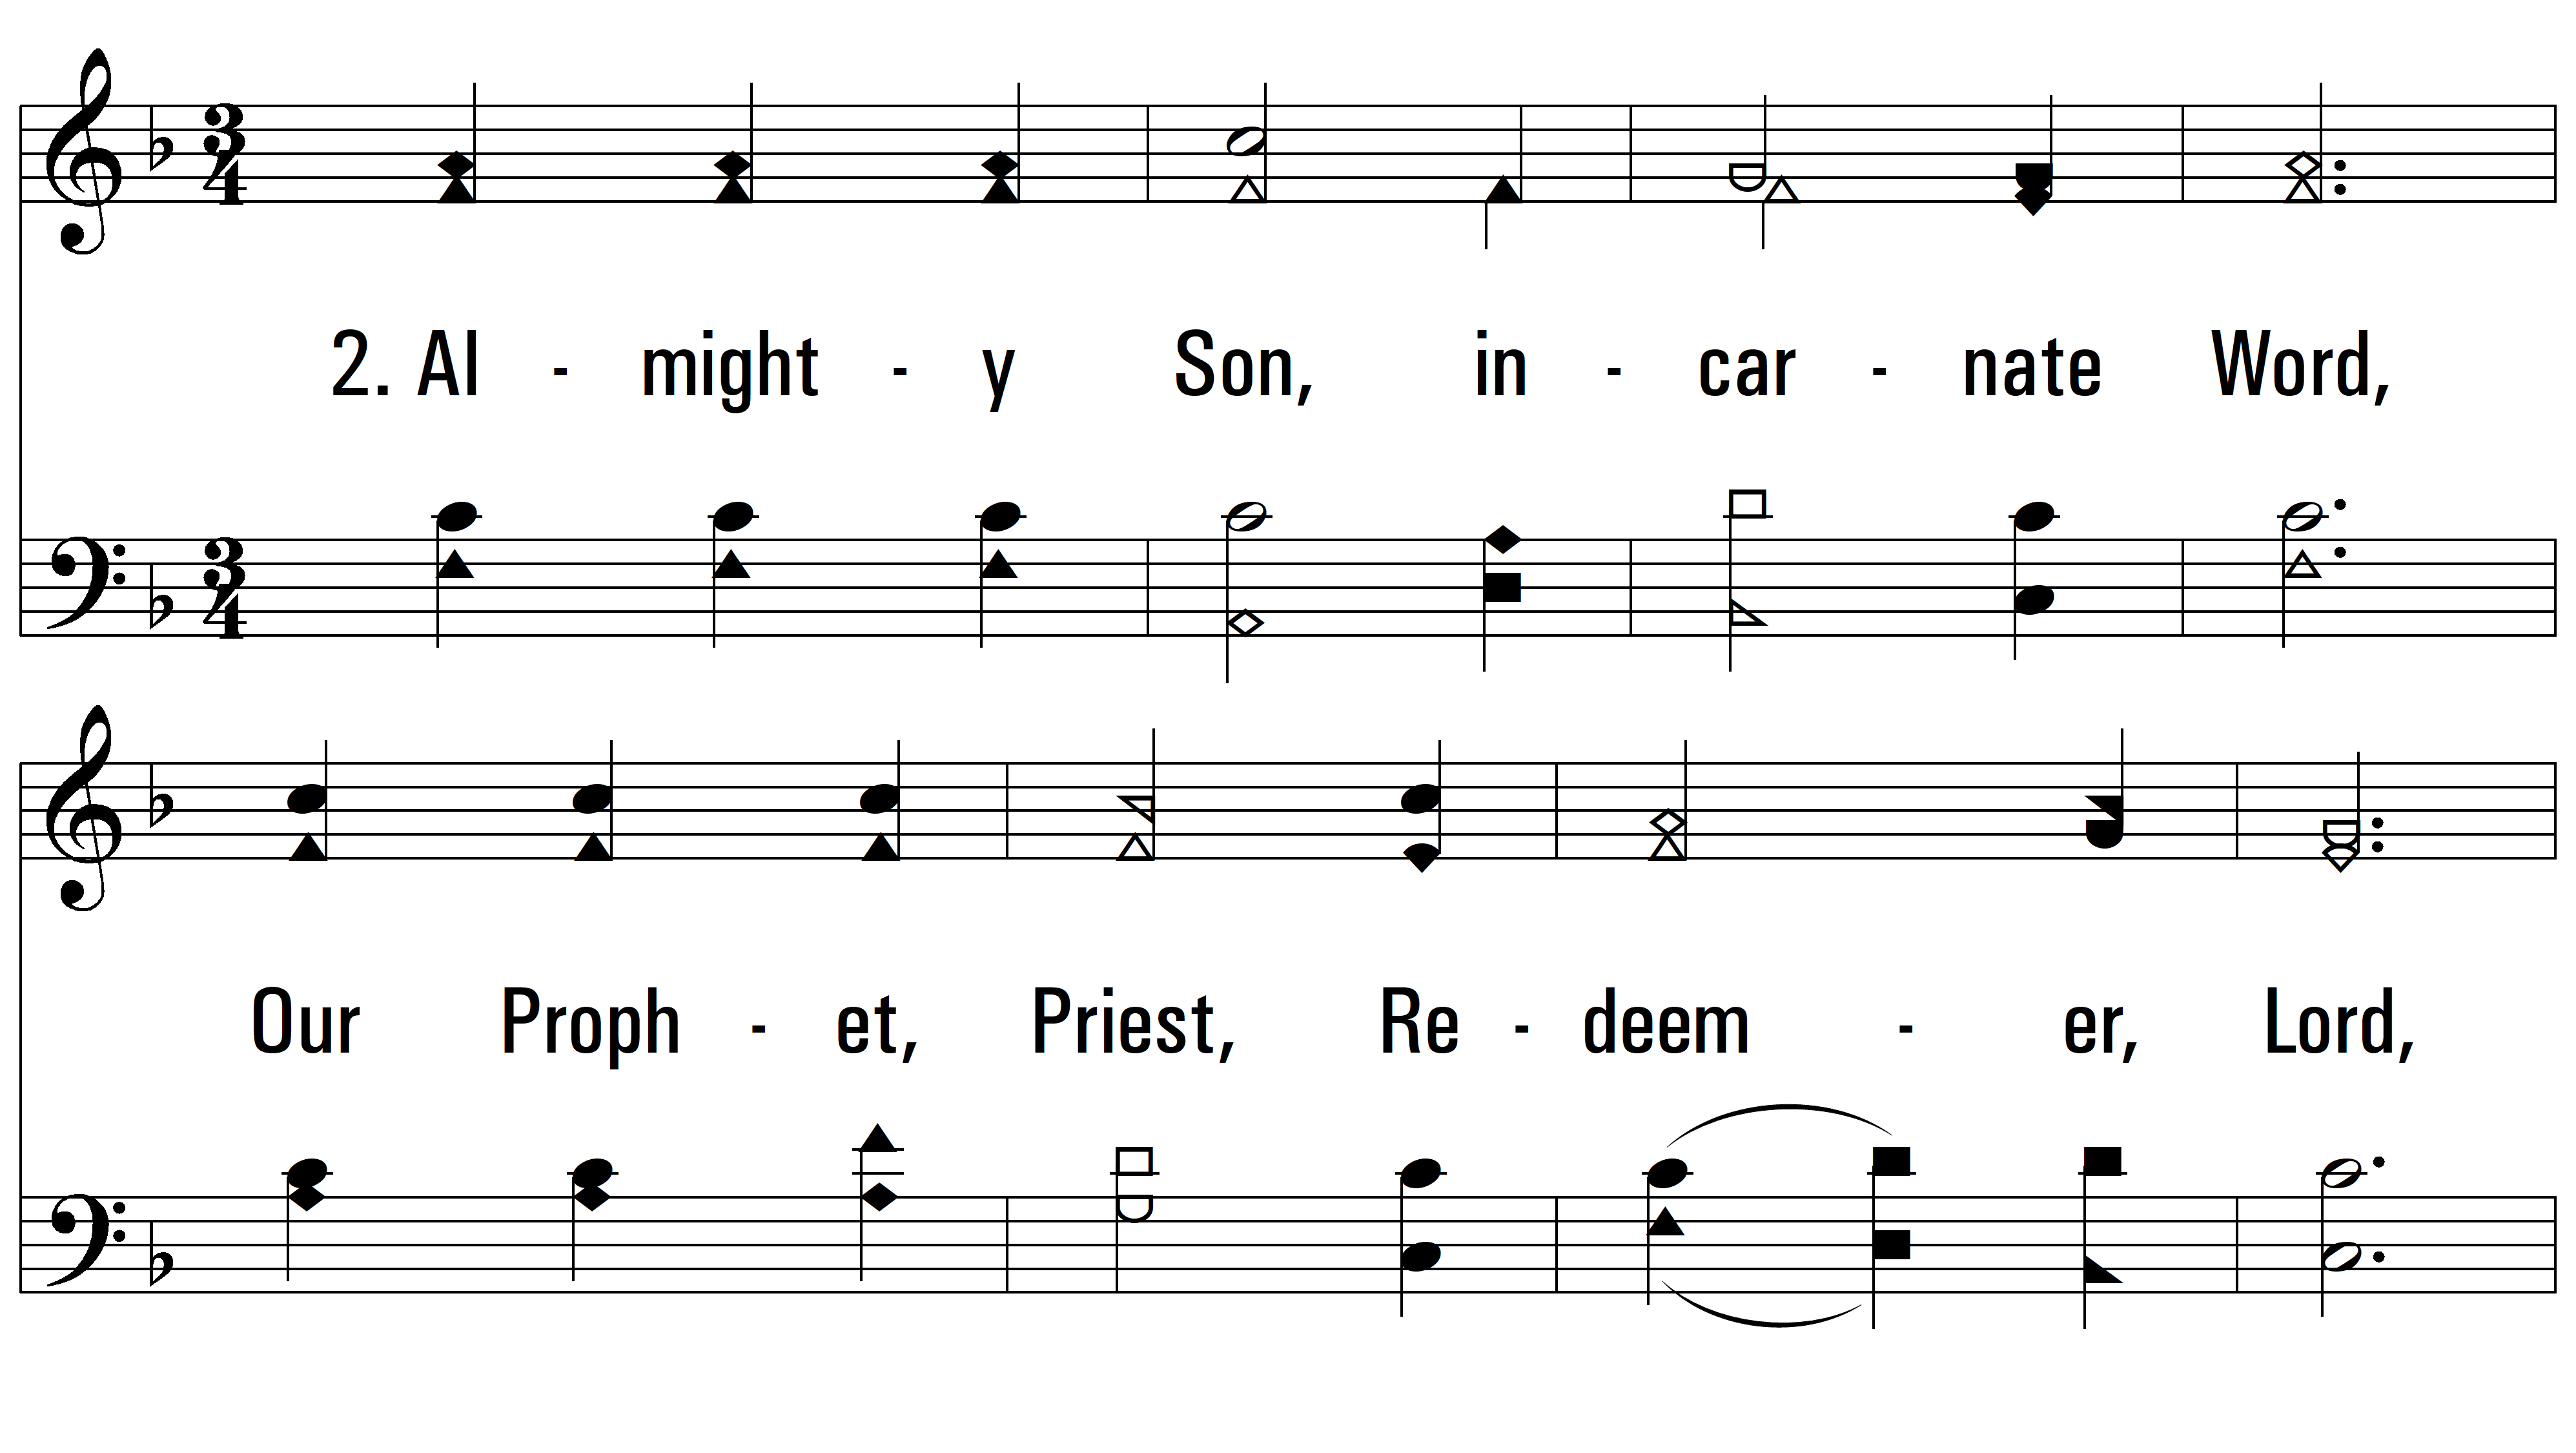 2. Al - might - y Son, in - car - nate Word,
Our Proph - et, Priest, Re - deem - er, Lord,